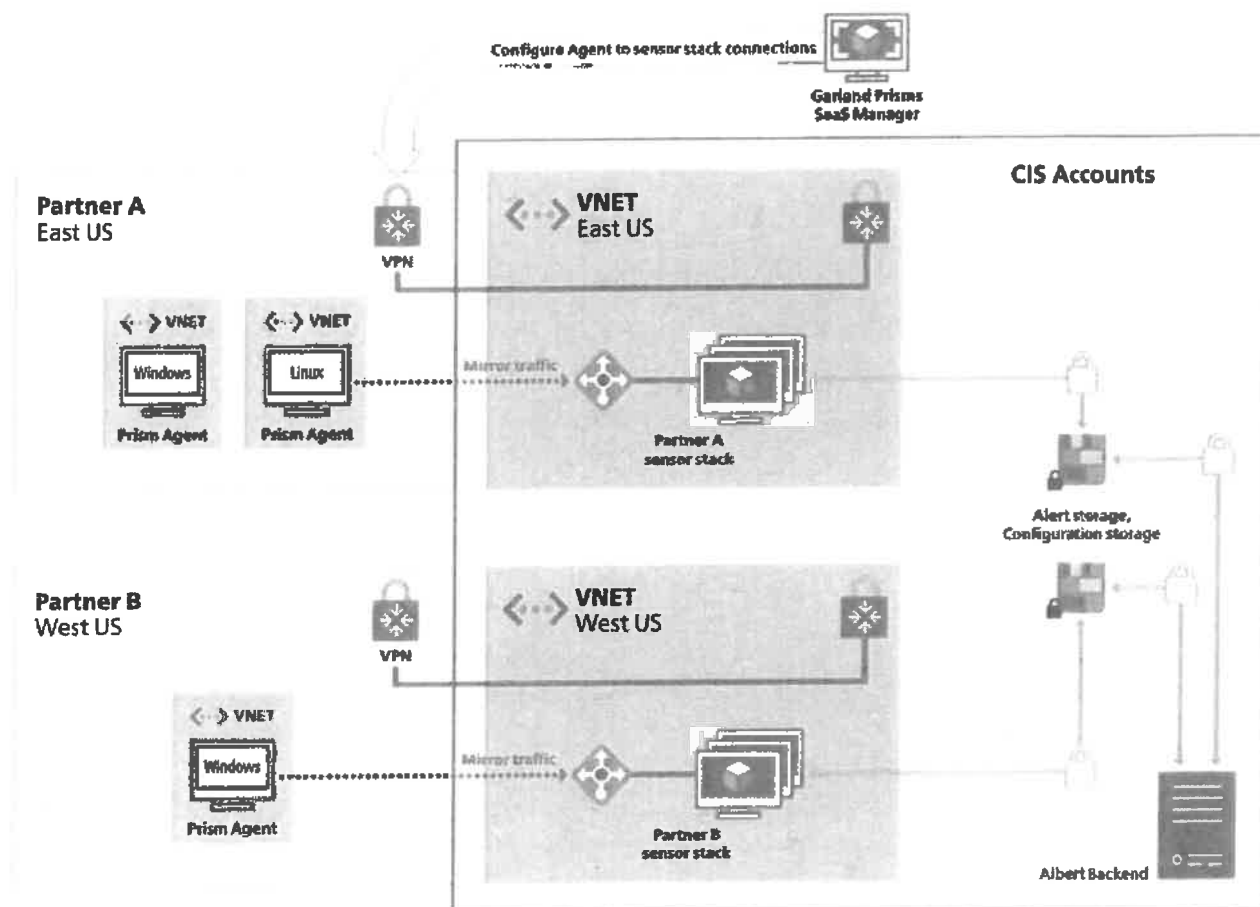 Configure Agent to sensor stack connections
Garland Prisms
SaaS Manager
CIS Accounts
Partner A
East US
VPN
VNET
East US
VNET
VNET
Windows
Linux
Prism Agent
Prism Agent
Mirror traffic
Partner A
sensor stack
Alert storage,
Configuration storage
Partner B
West US
VPN
VNET
West US
VNET
Windows
Prism Agent
Mirror traffic
Partner B
sensor stack
Albert Backend